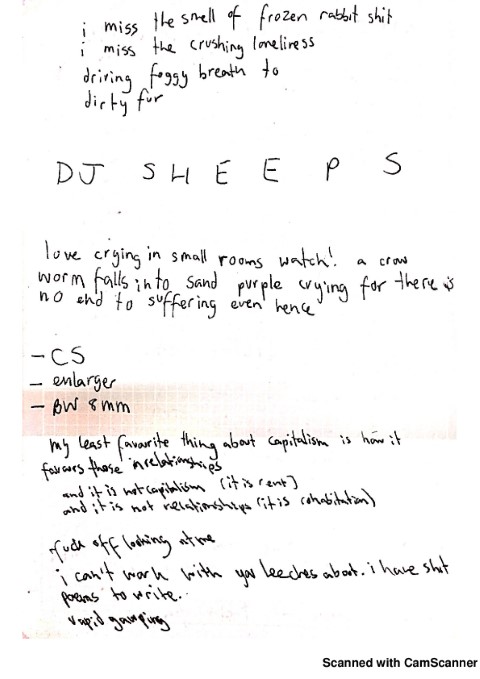 i miss the smell of frozen rabbit shit
i miss the crushing loneliness
driving foggy breath to
dirty fur
DJ SHEEPS
love crying in small rooms watch! a crow
worm falls into sand purple crying for there is
no end to suffering even hence
- CS
- enlarger
- BW 8mm
my least favourite thing about capitalism is how it
favours those in relationships
and it is not capitalism (it is rent)
and it is not relationships (it is cohabitation)
fuck off looking at me
i can't work with you leeches about. i have shit
poems to write.
vapid
Scanned with CamScanner